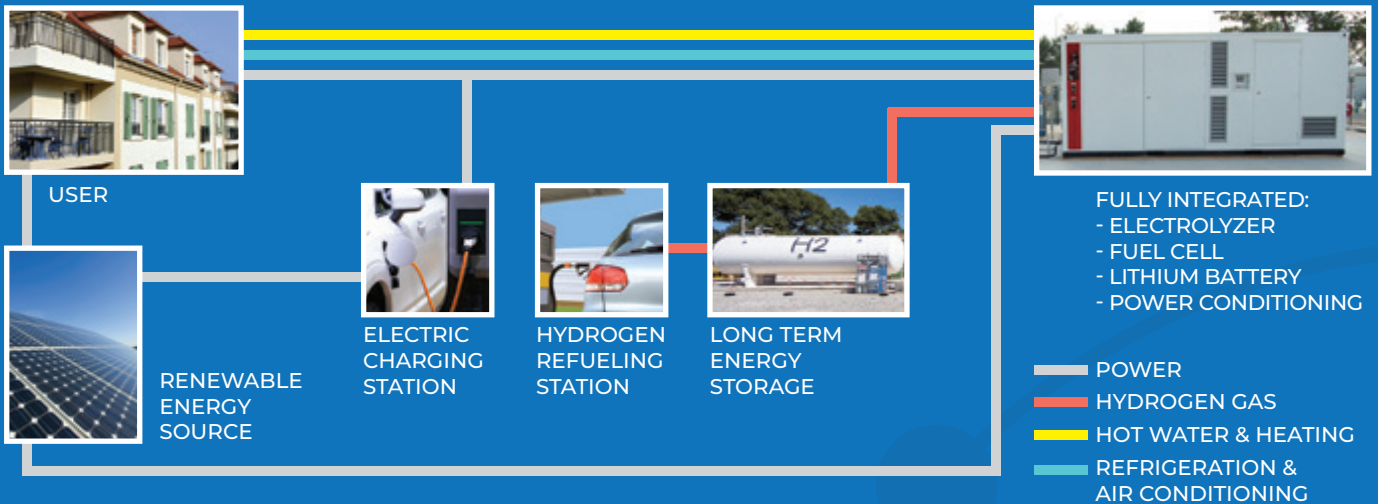 USER
H2
FULLY INTEGRATED:
- ELECTROLYZER
- FUEL CELL
- LITHIUM BATTERY
- POWER CONDITIONING
ELECTRIC
CHARGING
STATION
HYDROGEN
REFUELING
STATION
LONG TERM
ENERGY
STORAGE
RENEWABLE
ENERGY
SOURCE
POWER
HYDROGEN GAS
HOT WATER & HEATING
REFRIGERATION &
AIR CONDITIONING